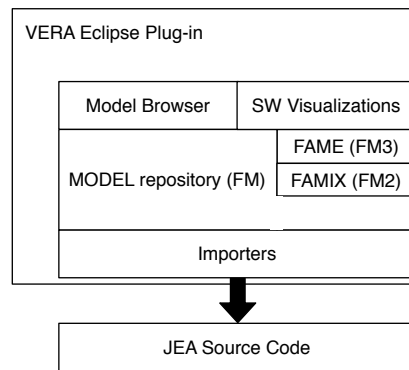 VERA Eclipse Plug-in
Model Browser
SW Visualizations
FAME (FM3)
MODEL repository (FM)
FAMIX (FM2)
Importers
JEA Source Code